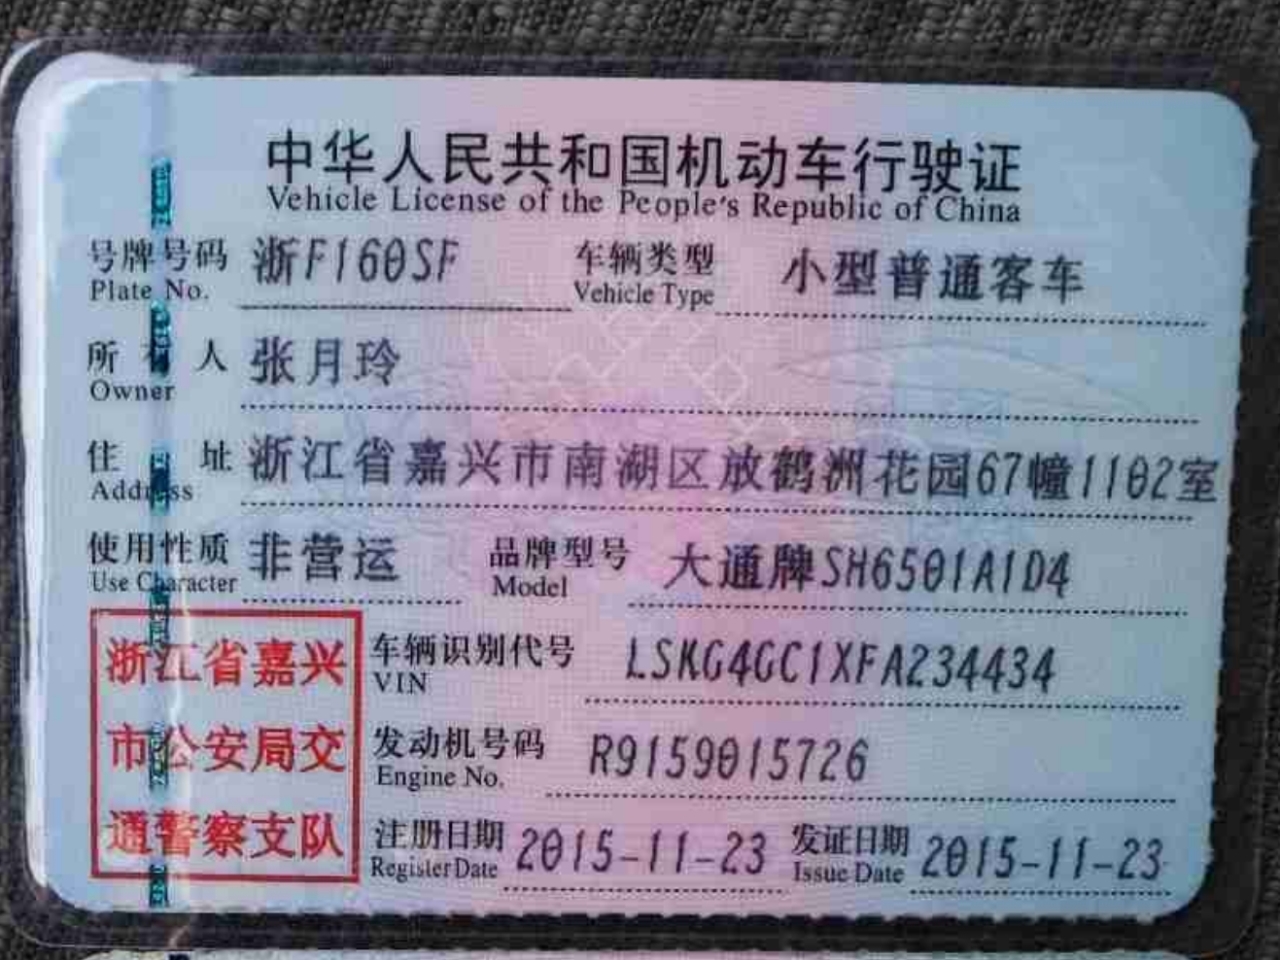 中华人民共和国机动车行驶证
Vehicle License of the People's Republic of China
号牌号码 浙F160SF 车辆类型 小型普通客车
Plate No. Vehicle Type
所有人 张月玲
Owner
住址 浙江省嘉兴市南湖区放鹤洲花园67幢1102室
Address
使用性质 非营运 品牌型号 大通牌SH6501A1D4
Use Character Model
浙江省嘉兴
市公安局交
通警察支队
车辆识别代号 LSKG4GC1XFA234434
VIN
发动机号码 R9159015726
Engine No.
注册日期 2015-11-23 发证日期 2015-11-23
Register Date Issue Date